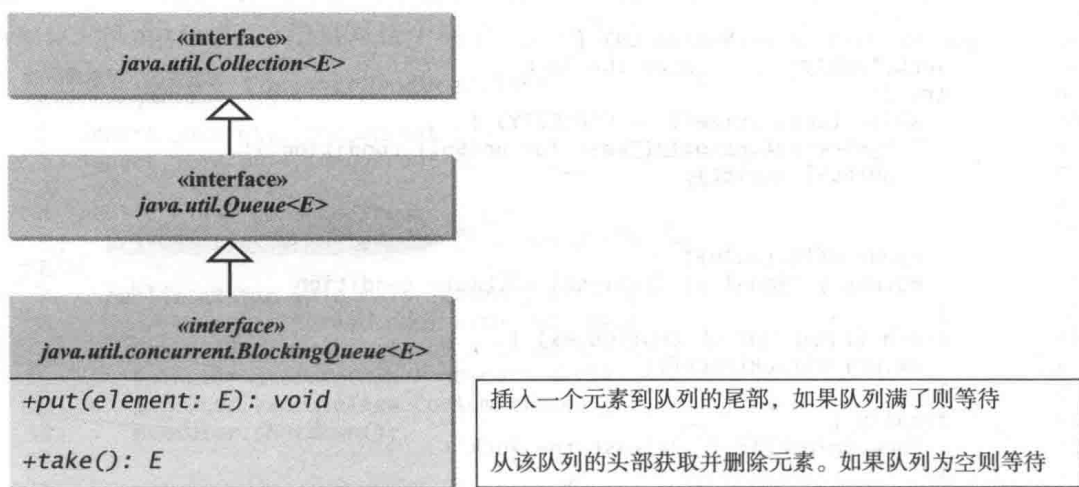 «interface»
java.util.Collection<E>
«interface»
java.util.Queue<E>
«interface»
java.util.concurrent.BlockingQueue<E>
+put(element: E): void
插入一个元素到队列的尾部，如果队列满了则等待
+take(): E
从该队列的头部获取并删除元素。如果队列为空则等待